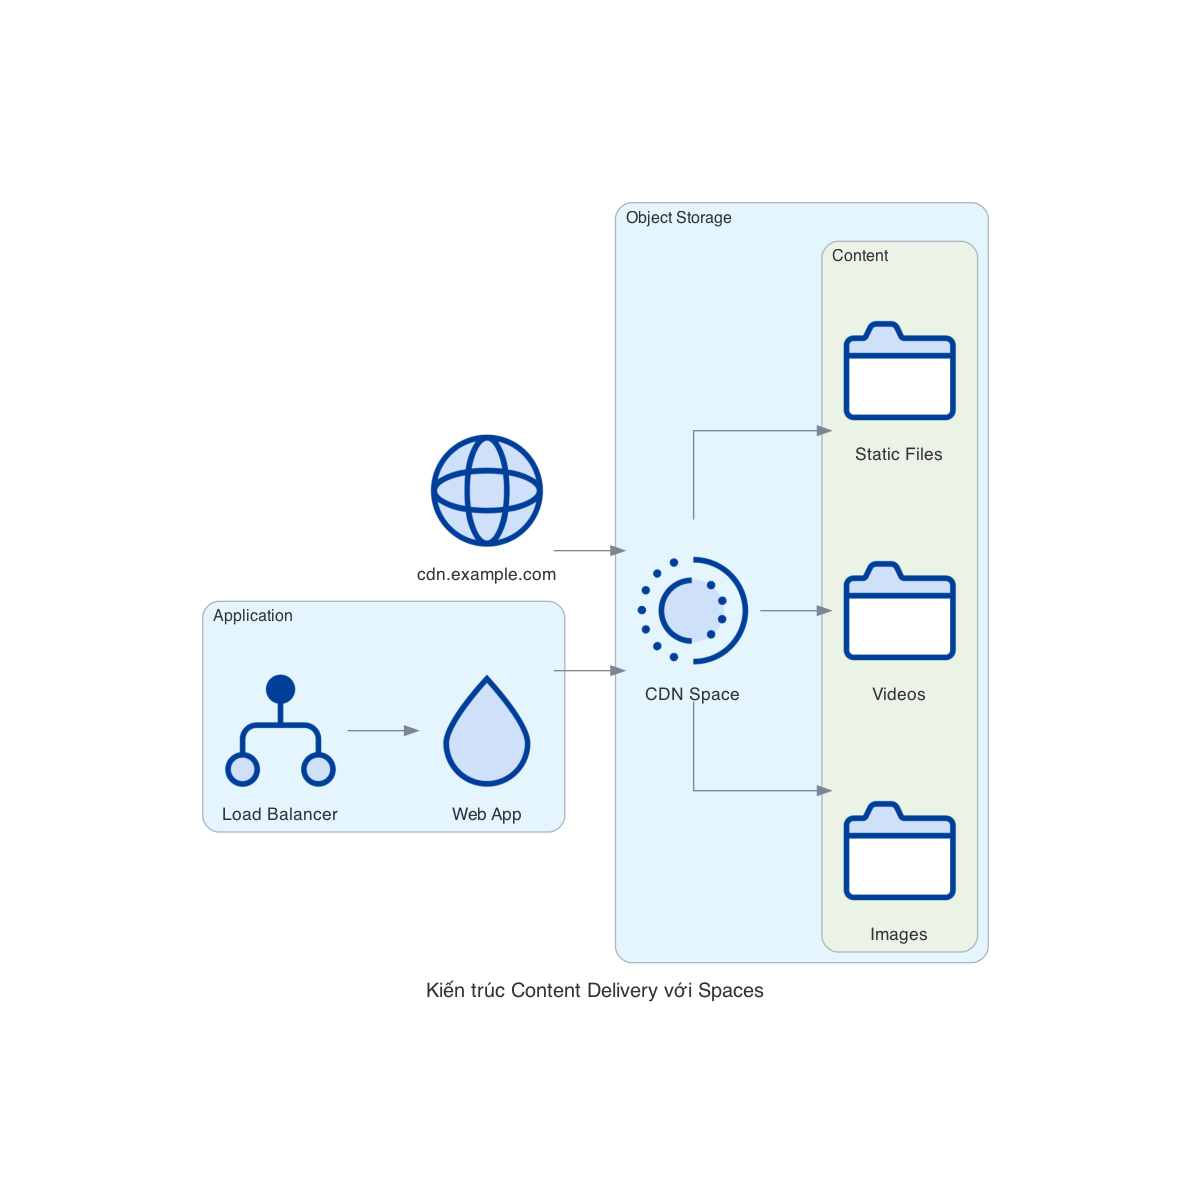 Object Storage
Content
Static Files
cdn.example.com
Application
CDN Space
Videos
Load Balancer
Web App
Images
Kiến trúc Content Delivery với Spaces